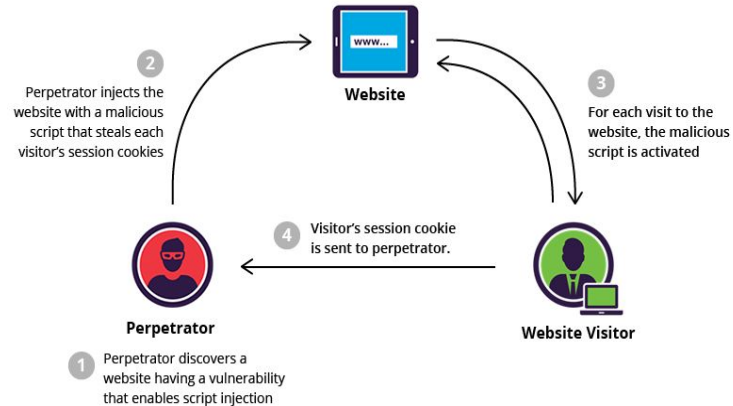 www...
Website
2
Perpetrator injects the
website with a malicious
script that steals each
visitor's session cookies
3
For each visit to the
website, the malicious
script is activated
4
Visitor's session cookie
is sent to perpetrator.
Perpetrator
Website Visitor
1
Perpetrator discovers a
website having a vulnerability
that enables script injection